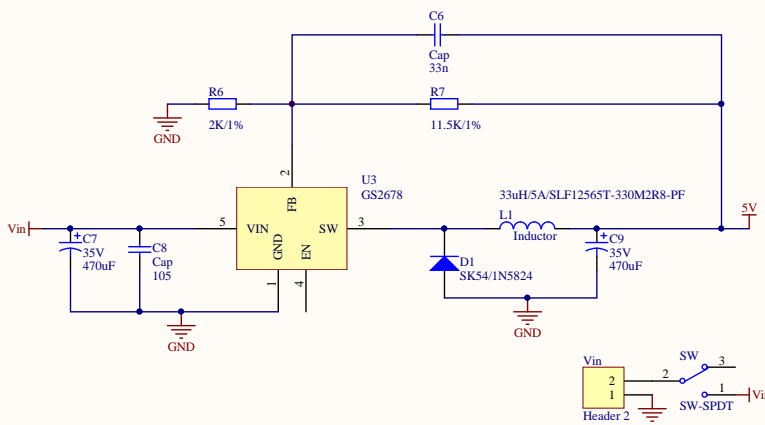 C6
Cap
33n
R6
2K/1%
R7
11.5K/1%
GND
2
U3
GS2678
FB
VIN
SW
GND
EN
5
3
1
4
Vin
C7
35V
470uF
C8
Cap
105
GND
33uH/5A/SLF12565T-330M2R8-PF
L1
Inductor
5V
D1
SK54/1N5824
C9
35V
470uF
GND
Vin
2
1
Header 2
2
SW
3
1
SW-SPDT
Vin